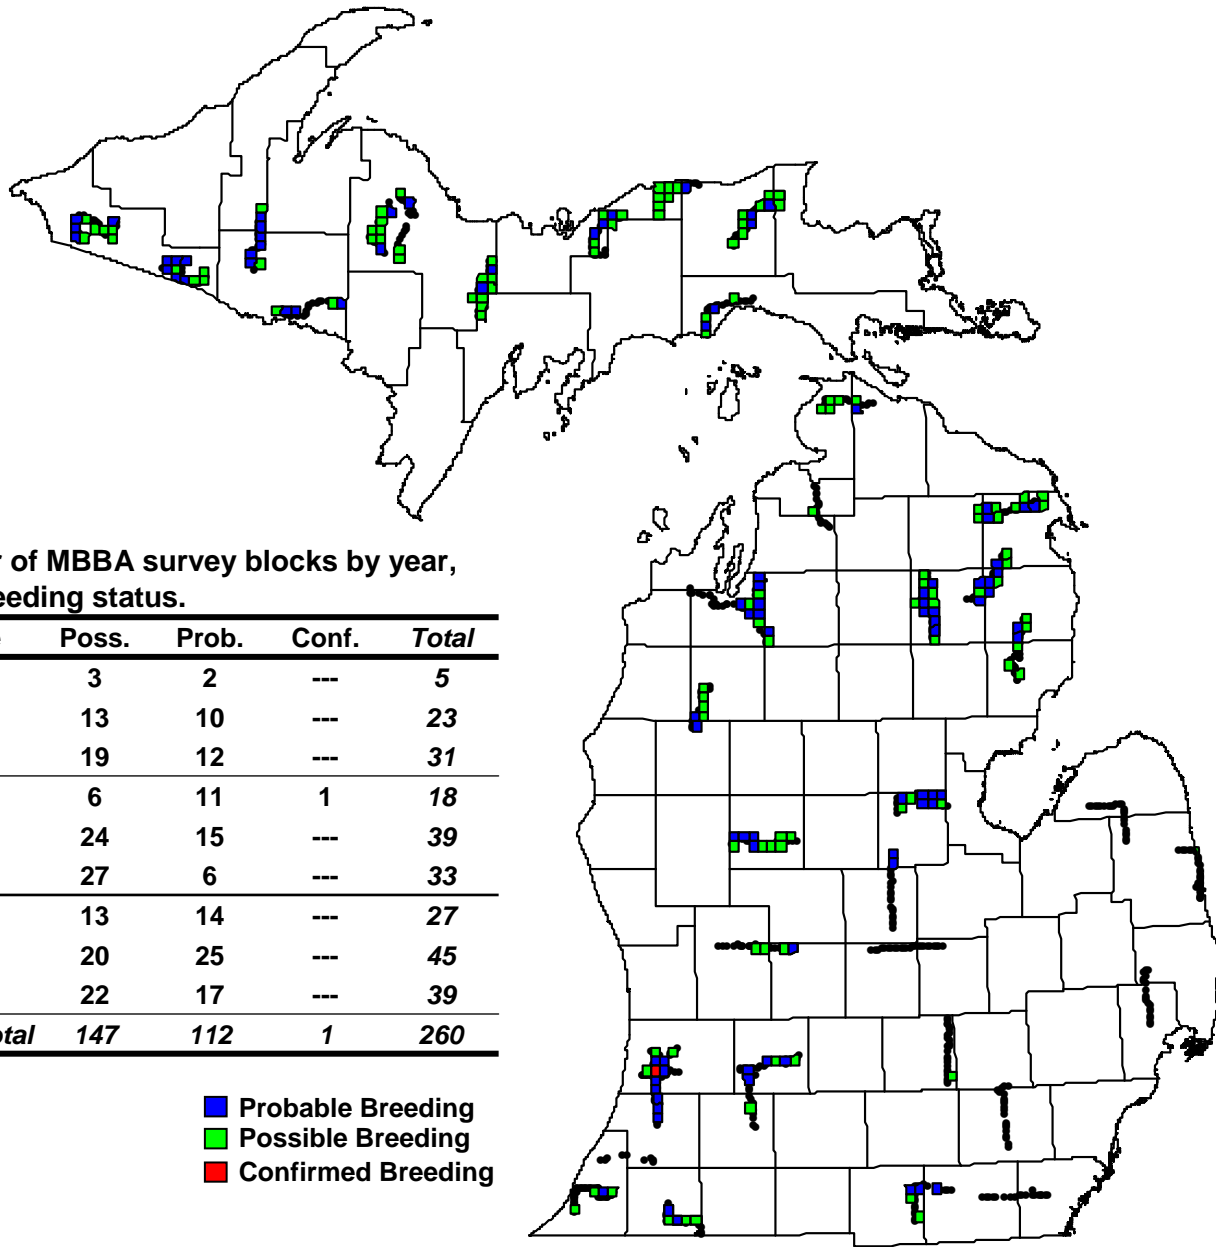 r of MBBA survey blocks by year,
eeding status.
e Poss. Prob. Conf. Total
3 2 --- 5
13 10 --- 23
19 12 --- 31
6 11 1 18
24 15 --- 39
27 6 --- 33
13 14 --- 27
20 25 --- 45
22 17 --- 39
otal 147 112 1 260
Probable Breeding
Possible Breeding
Confirmed Breeding